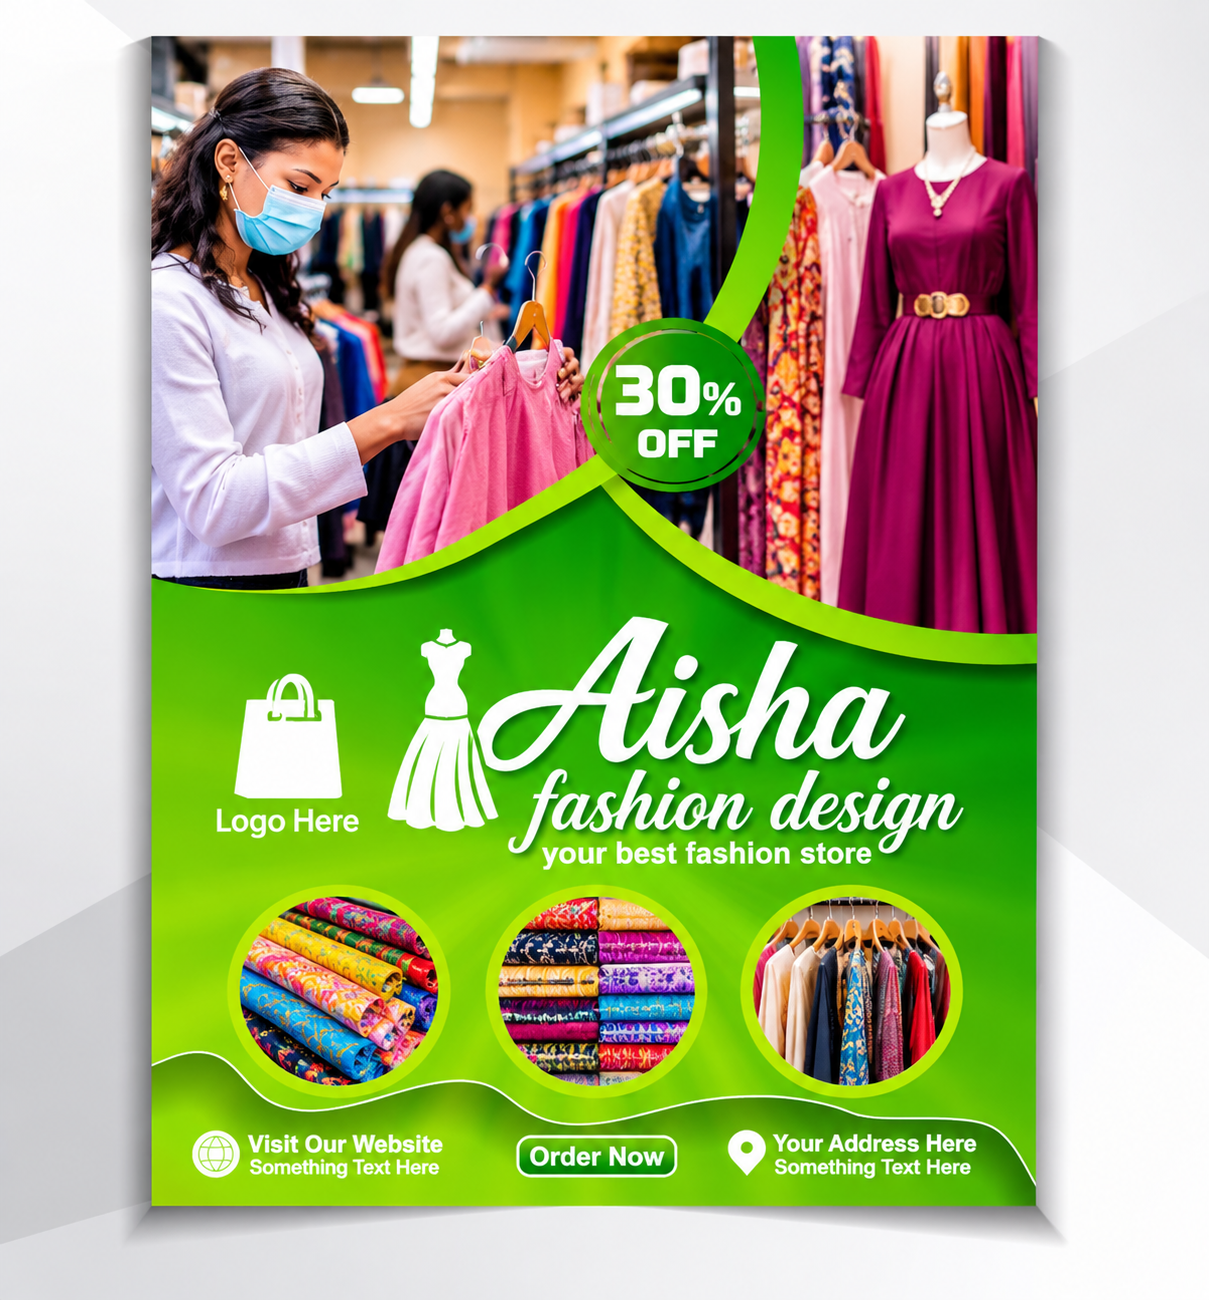 30%
OFF
Aisha
fashion design
your best fashion store
Logo Here
Visit Our Website
Something Text Here
Order Now
Your Address Here
Something Text Here